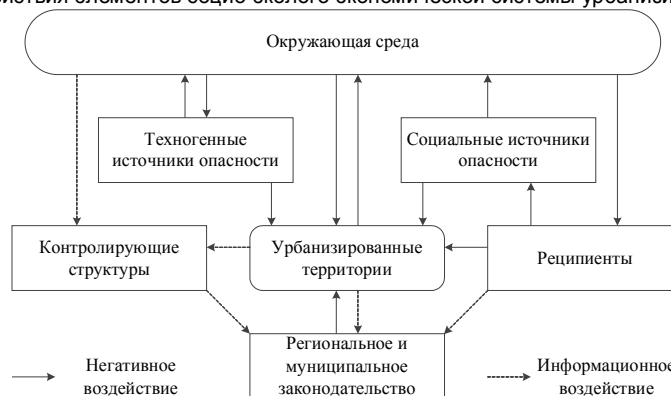 Окружающая среда
Техногенные
источники опасности
Социальные источники
опасности
Контролирующие
структуры
Урбанизированные
территории
Реципиенты
Региональное и
муниципальное
законодательство
Негативное
воздействие
Информационное
воздействие